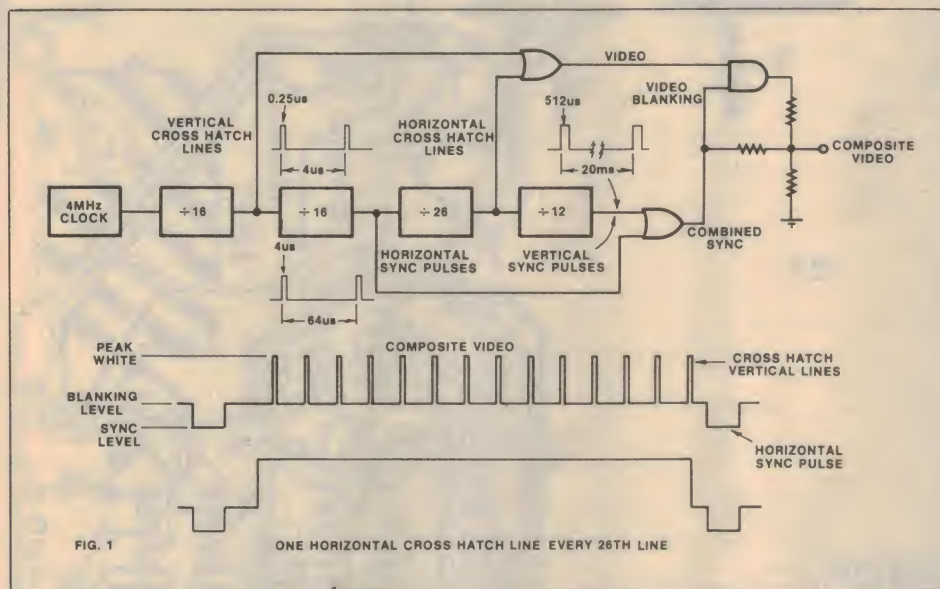 VIDEO
0.25us
VERTICAL
CROSS HATCH
LINES
4us
HORIZONTAL
CROSS HATCH
LINES
512us
20ms
VIDEO
BLANKING
COMPOSITE
VIDEO
4MHz
CLOCK
÷16
÷16
÷26
÷12
COMBINED
SYNC
HORIZONTAL
SYNC PULSES
VERTICAL
SYNC PULSES
4us
64us
PEAK
WHITE
COMPOSITE VIDEO
CROSS HATCH
VERTICAL LINES
BLANKING
LEVEL
SYNC
LEVEL
HORIZONTAL
SYNC PULSE
FIG. 1
ONE HORIZONTAL CROSS HATCH LINE EVERY 26TH LINE